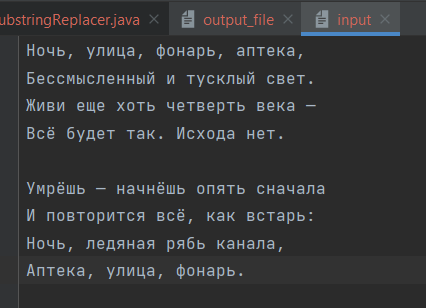 ubstringReplacer.java
output_file
input
Ночь, улица, фонарь, аптека,
Бессмысленный и тусклый свет.
Живи еще хоть четверть века —
Всё будет так. Исхода нет.
Умрёшь — начнёшь опять сначала
И повторится всё, как встарь:
Ночь, ледяная рябь канала,
Аптека, улица, фонарь.